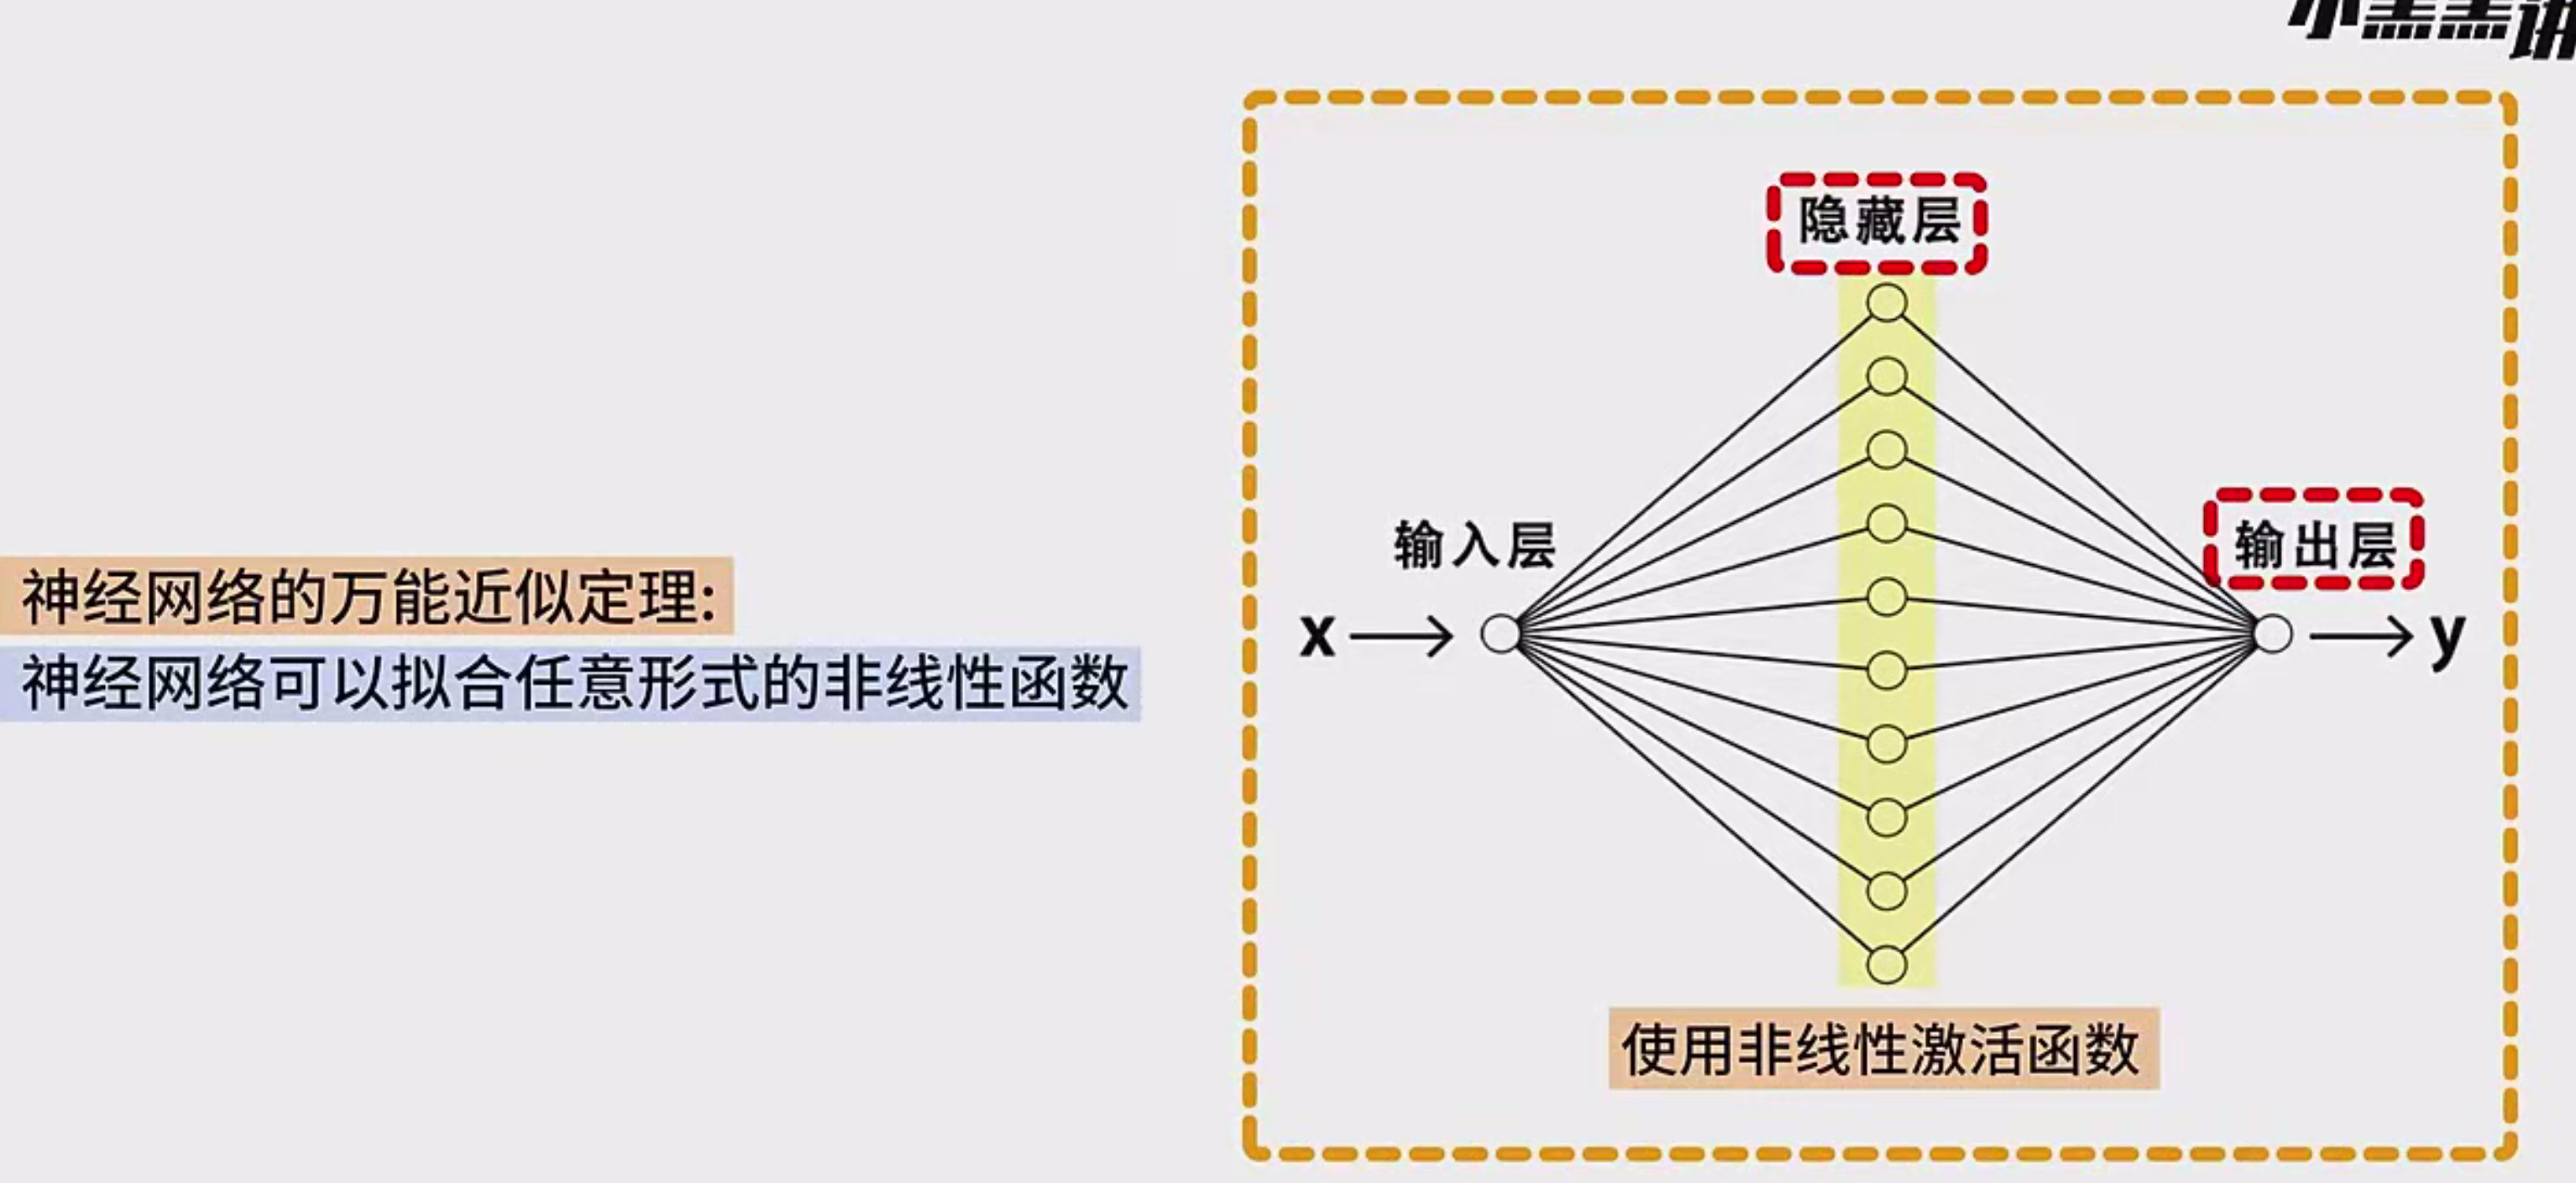 小黑黑讲
隐藏层
输入层
输出层
神经网络的万能近似定理:
x
y
神经网络可以拟合任意形式的非线性函数
使用非线性激活函数